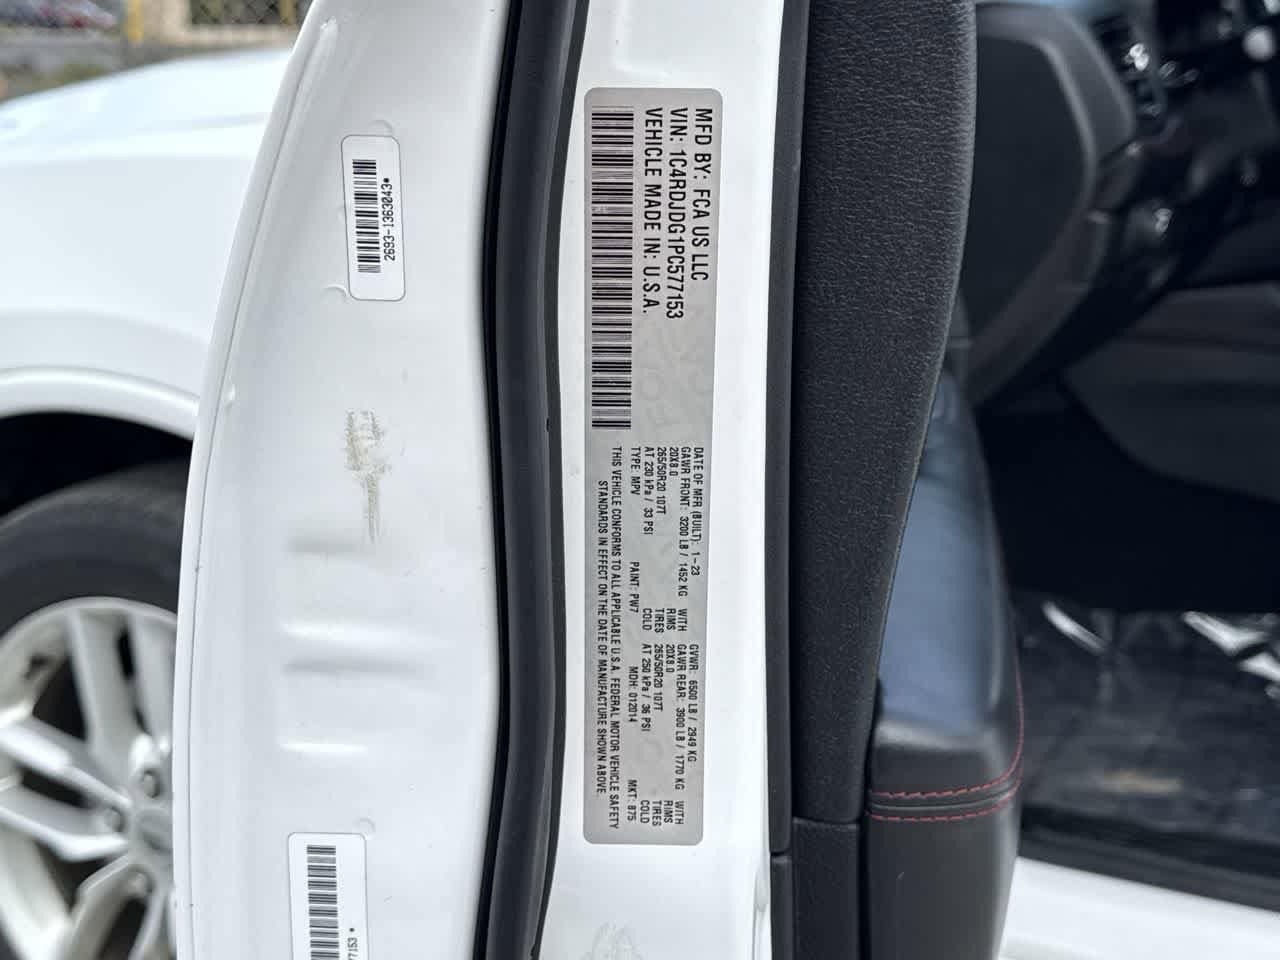 MFD BY: FCA US LLC
VIN: 1C4RDJDG1PC577153
VEHICLE MADE IN: U.S.A.
DATE OF MFR (BUILT): 1-23 GVWR: 6500 LB / 2949 KG
GAWR FRONT: 3200 LB / 1452 KG WITH GAWR REAR: 3900 LB / 1770 KG WITH
20X8.0 RIMS 20X8.0 RIMS
265/50R20 107T TIRES 265/50R20 107T TIRES
AT 230 kPa / 33 PSI COLD AT 250 kPa / 36 PSI COLD
TYPE: MPV PAINT: PW7 MDH: 012014 MKT: B75
THIS VEHICLE CONFORMS TO ALL APPLICABLE U.S.A. FEDERAL MOTOR VEHICLE SAFETY
STANDARDS IN EFFECT ON THE DATE OF MANUFACTURE SHOWN ABOVE.
2693-1363043*
7153 *